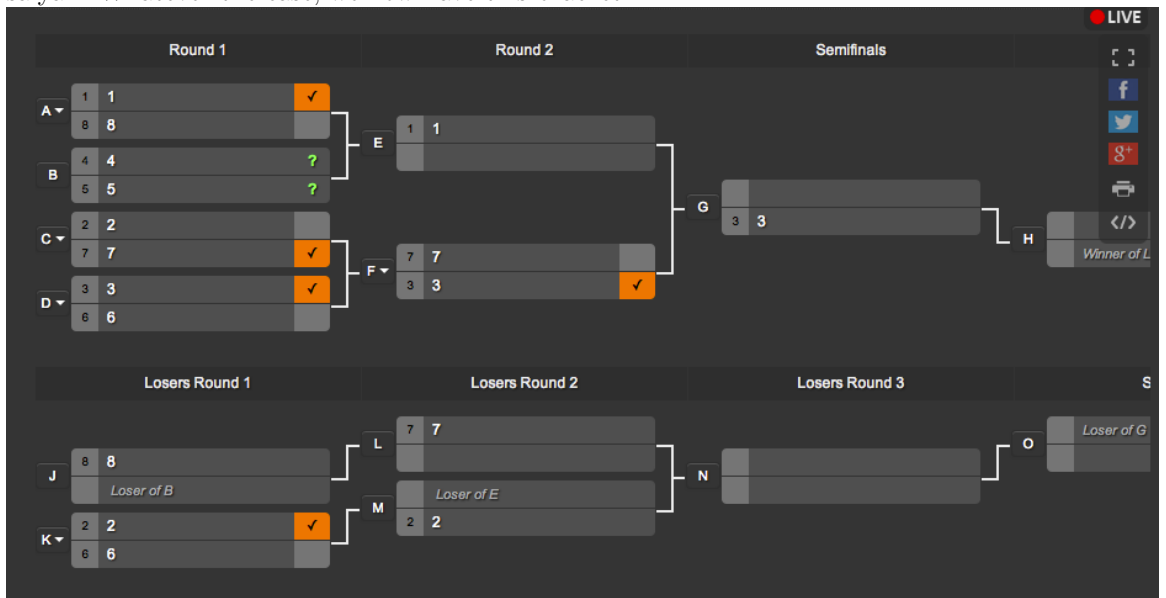 LIVE
Round 1 Round 2 Semifinals
A 1 1 ✓
8 8
E 1 1
B 4 4 ?
5 5 ?
G
3 3
C 2 2
7 7 ✓
F 7 7
3 3 ✓
D 3 3 ✓
6 6
H
Winner of L
f
g+
</>
Losers Round 1 Losers Round 2 Losers Round 3 S
L 7 7
J 8 8
Loser of B
M Loser of E
2 2
K 2 2 ✓
6 6
N
O Loser of G